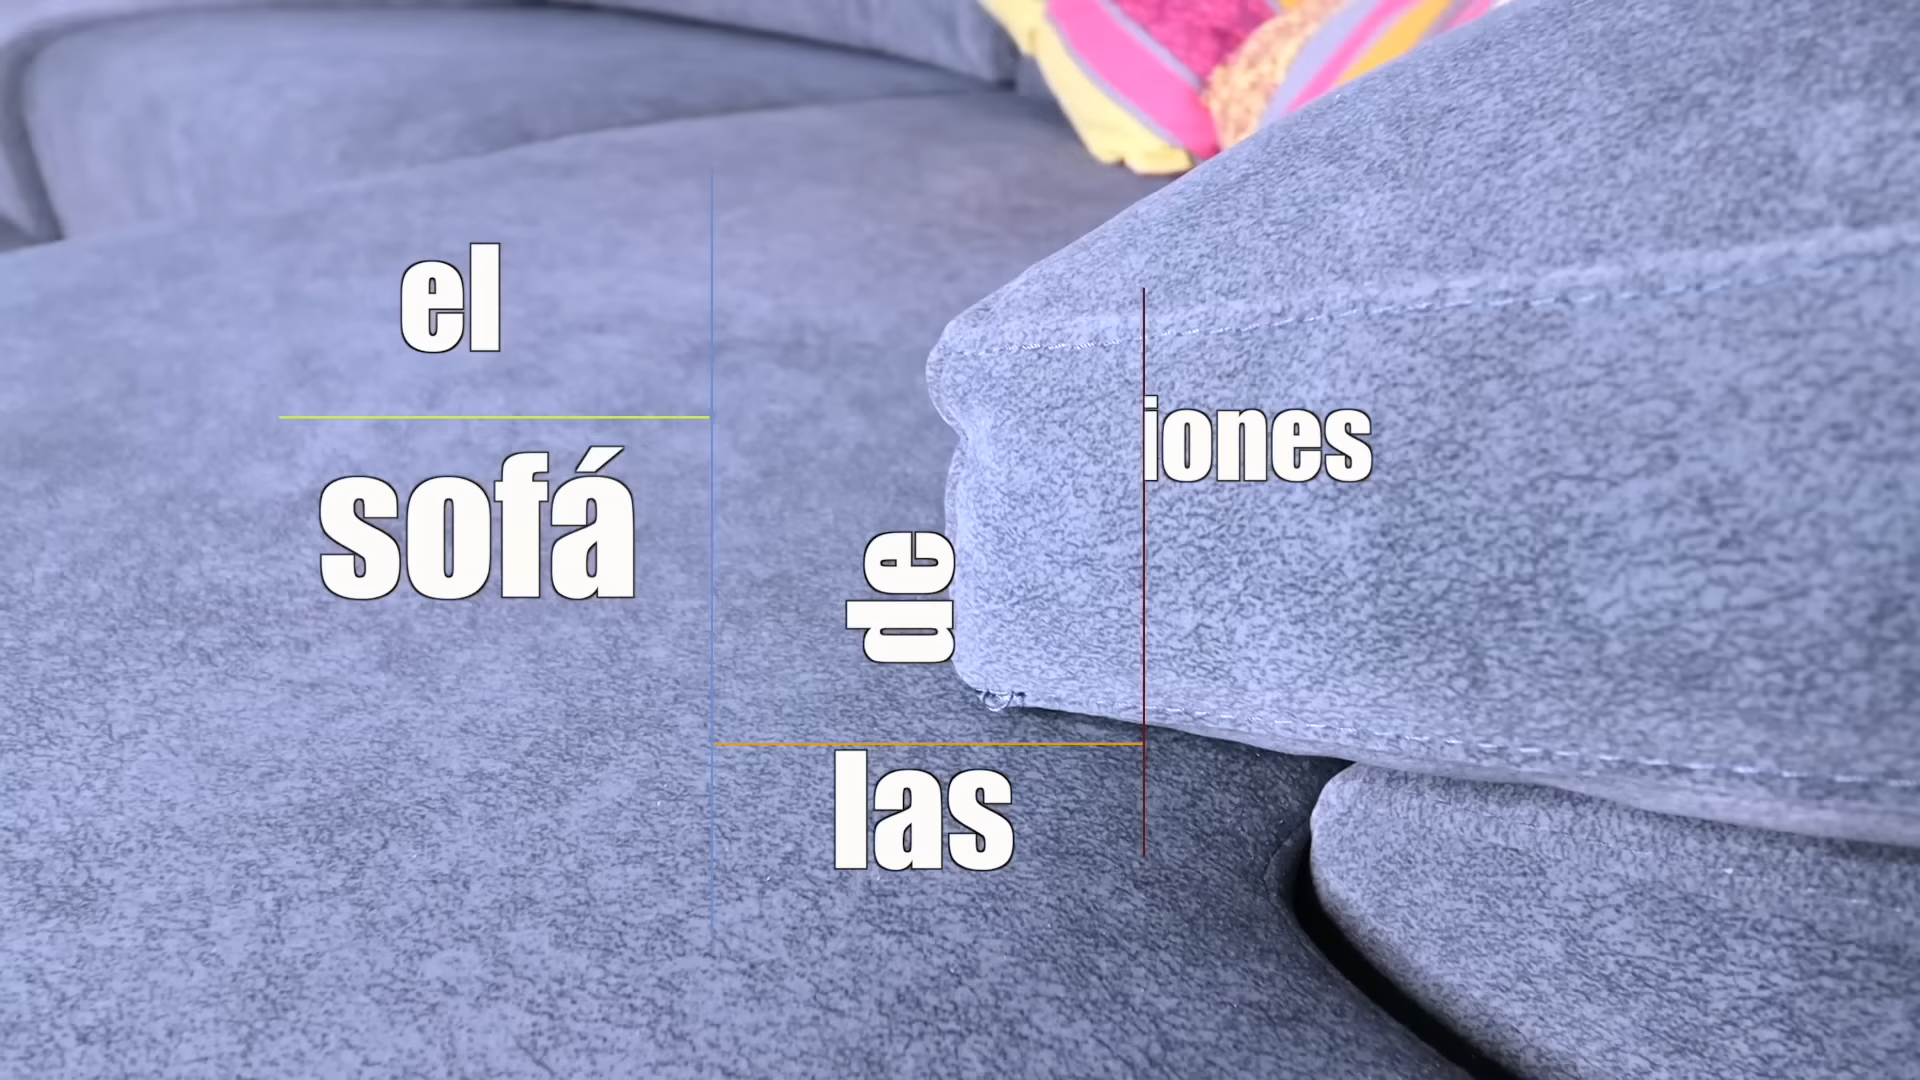 el
sofá
de
las
iones